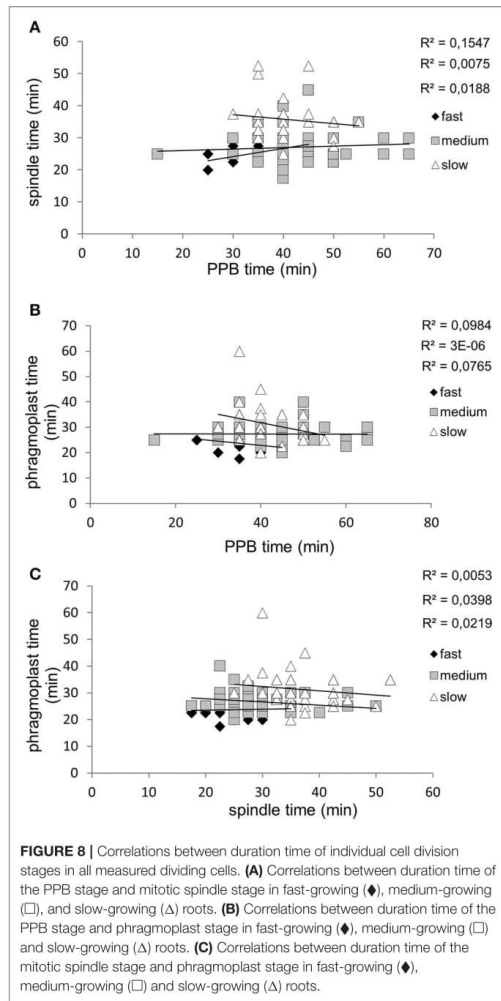 A
R² = 0,1547
R² = 0,0075
R² = 0,0188
fast
medium
slow
spindle time (min)
60
50
40
30
20
10
0
0 10 20 30 40 50 60 70
PPB time (min)
B
R² = 0,0984
R² = 3E-06
R² = 0,0765
fast
medium
slow
phragmoplast time
(min)
70
60
50
40
30
20
10
0
0 20 40 60 80
PPB time (min)
C
R² = 0,0053
R² = 0,0398
R² = 0,0219
fast
medium
slow
phragmoplast time
(min)
70
60
50
40
30
20
10
0
0 10 20 30 40 50 60
spindle time (min)
FIGURE 8 | Correlations between duration time of individual cell division
stages in all measured dividing cells. (A) Correlations between duration time of
the PPB stage and mitotic spindle stage in fast-growing (♦), medium-growing
(□), and slow-growing (Δ) roots. (B) Correlations between duration time of the
PPB stage and phragmoplast stage in fast-growing (♦), medium-growing (□)
and slow-growing (Δ) roots. (C) Correlations between duration time of the
mitotic spindle stage and phragmoplast stage in fast-growing (♦),
medium-growing (□) and slow-growing (Δ) roots.